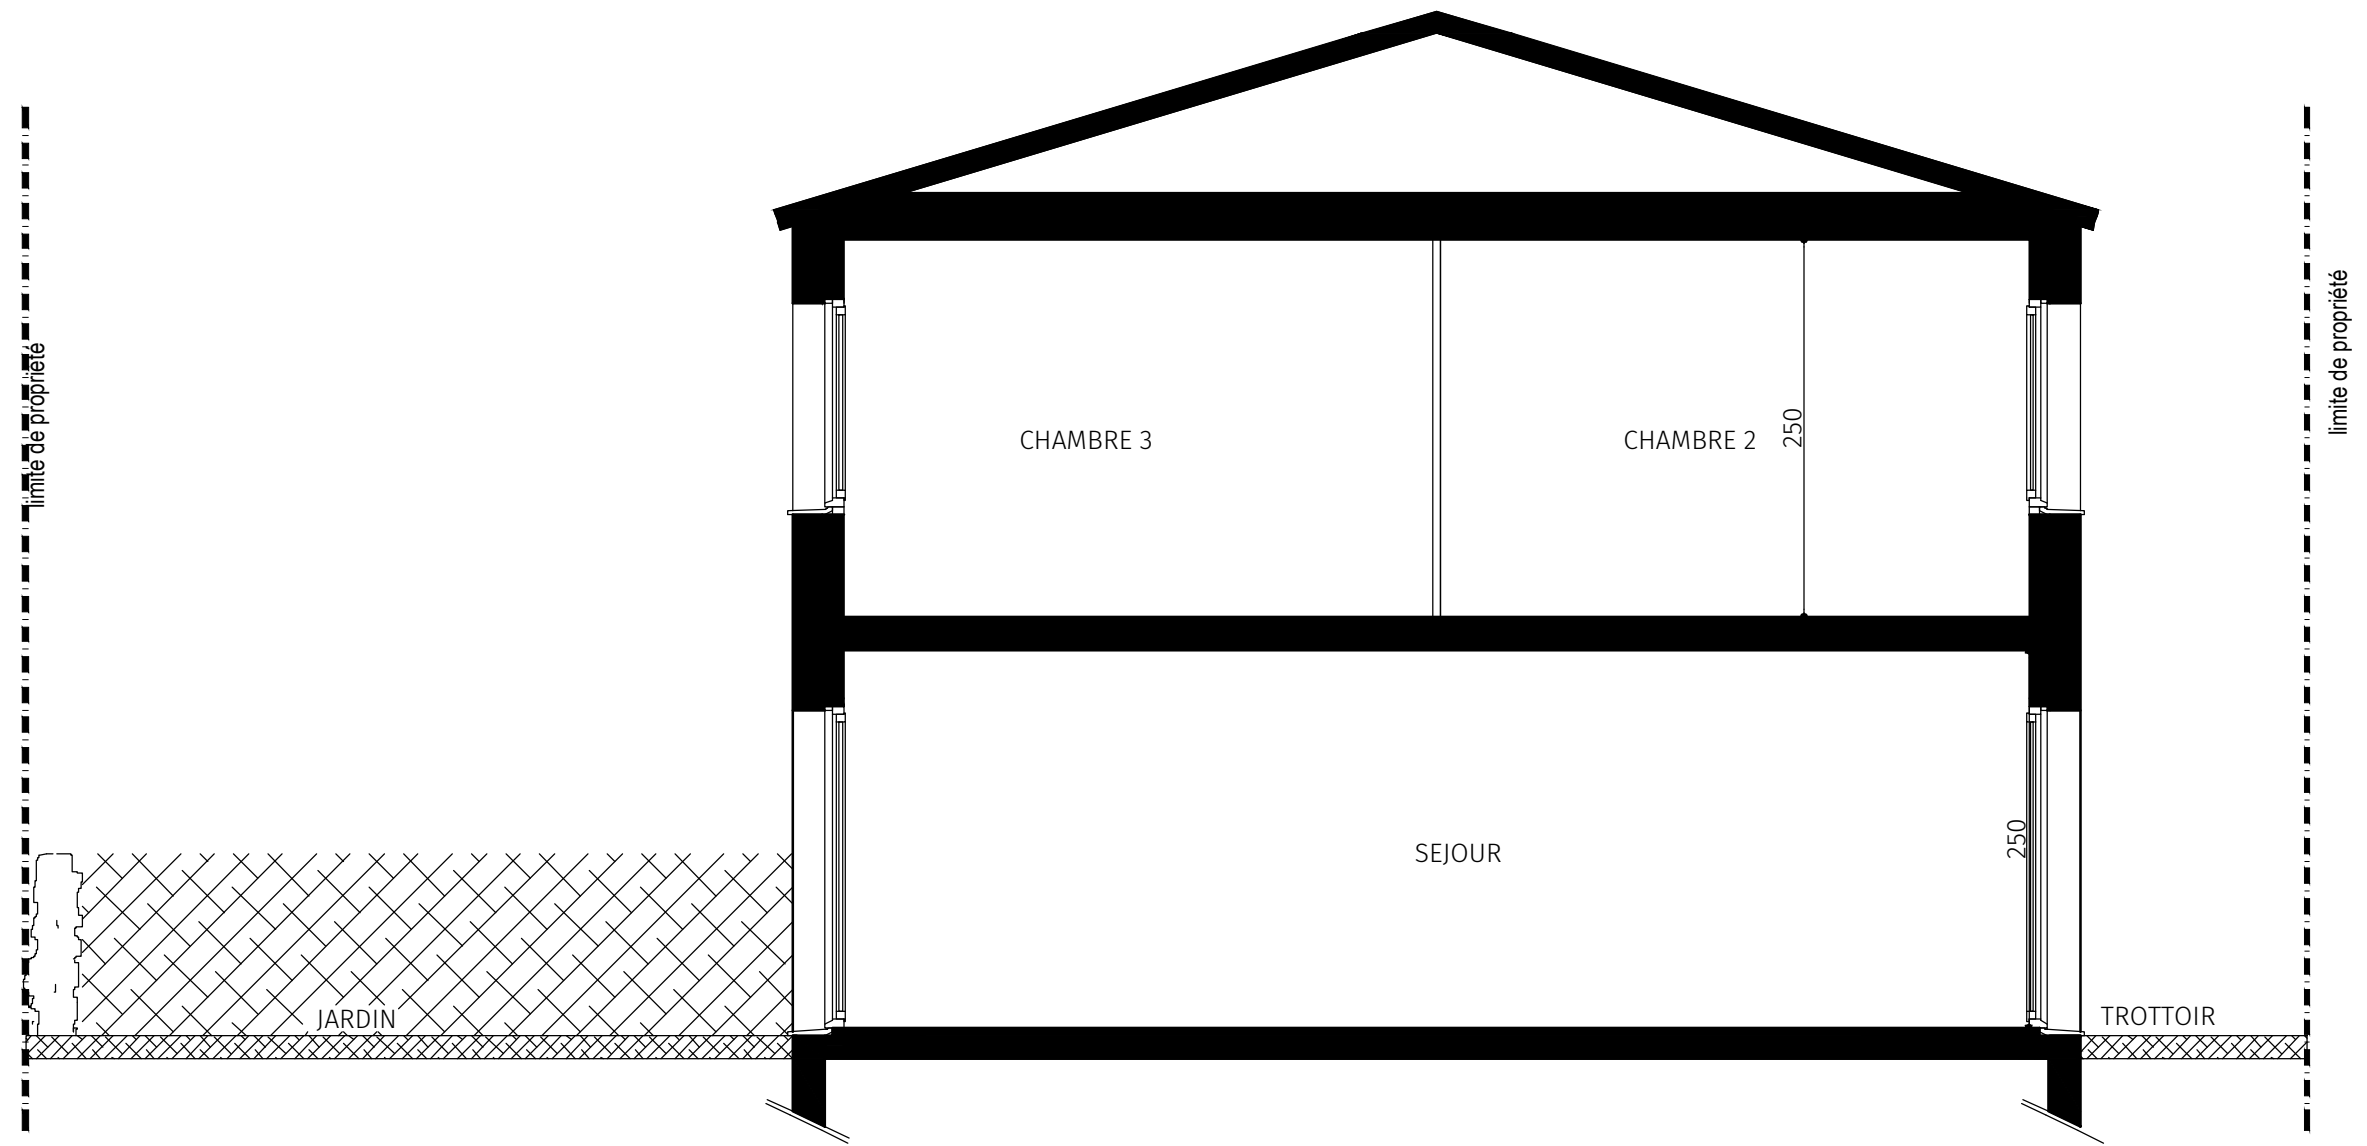 limite de propriété
limite de propriété
CHAMBRE 3
CHAMBRE 2
250
SEJOUR
250
JARDIN
TROTTOIR